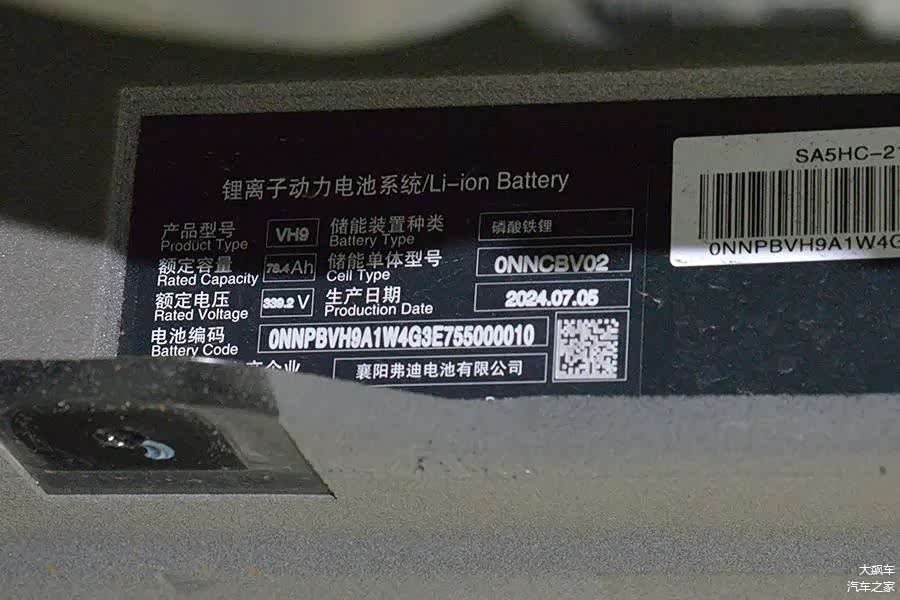 锂离子动力电池系统/Li-ion Battery
产品型号 VH9 储能装置种类 磷酸铁锂
Product Type Battery Type
额定容量 78.4Ah 储能单体型号 0NNCBV02
Rated Capacity Cell Type
额定电压 339.2 V 生产日期 2024.07.05
Rated Voltage Production Date
电池编码 0NNPBVH9A1W4G3E755000010
Battery Code
企业 襄阳弗迪电池有限公司
SA5HC-21
0NNPBVH9A1W4G
大飙车
汽车之家